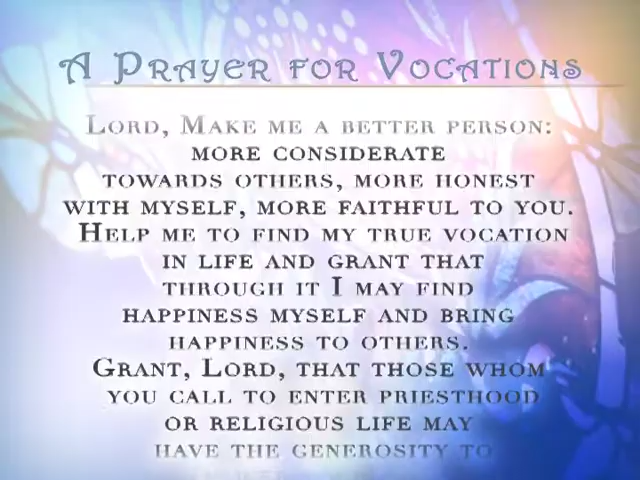 A Prayer for Vocations
Lord, Make me a better person:
more considerate
towards others, more honest
with myself, more faithful to you.
Help me to find my true vocation
in life and grant that
through it I may find
happiness myself and bring
happiness to others.
Grant, Lord, that those whom
you call to enter priesthood
or religious life may
have the generosity to